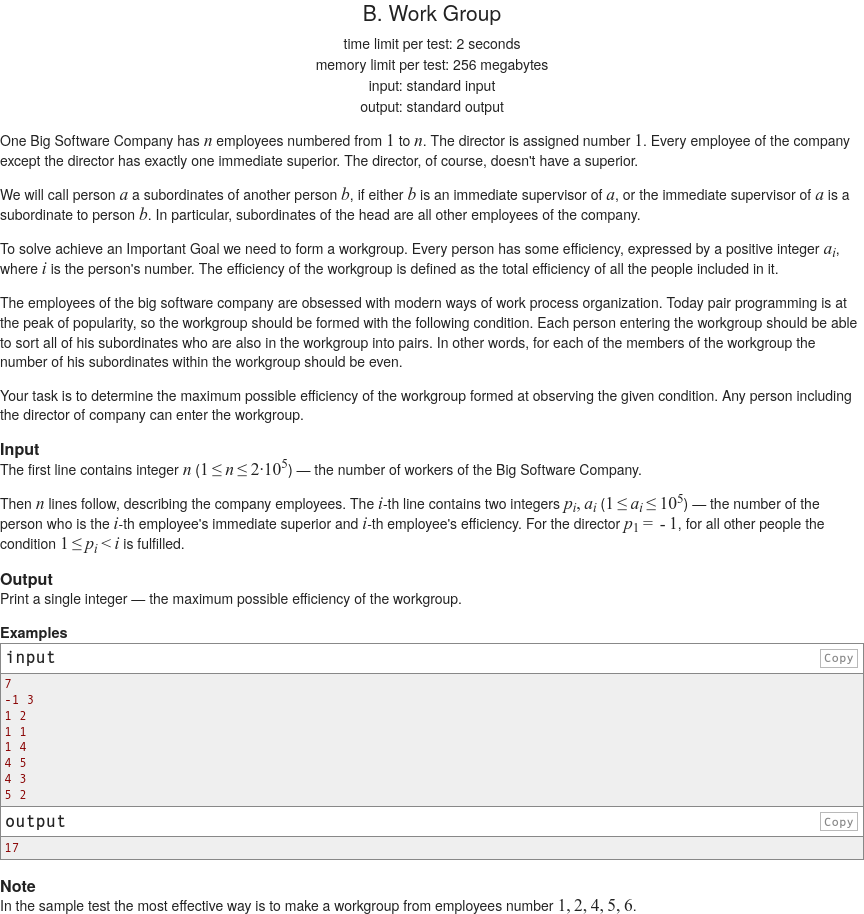 B. Work Group
time limit per test: 2 seconds
memory limit per test: 256 megabytes
input: standard input
output: standard output
One Big Software Company has n employees numbered from 1 to n. The director is assigned number 1. Every employee of the company
except the director has exactly one immediate superior. The director, of course, doesn't have a superior.
We will call person a a subordinates of another person b, if either b is an immediate supervisor of a, or the immediate supervisor of a is a
subordinate to person b. In particular, subordinates of the head are all other employees of the company.
To solve achieve an Important Goal we need to form a workgroup. Every person has some efficiency, expressed by a positive integer aᵢ,
where i is the person's number. The efficiency of the workgroup is defined as the total efficiency of all the people included in it.
The employees of the big software company are obsessed with modern ways of work process organization. Today pair programming is at
the peak of popularity, so the workgroup should be formed with the following condition. Each person entering the workgroup should be able
to sort all of his subordinates who are also in the workgroup into pairs. In other words, for each of the members of the workgroup the
number of his subordinates within the workgroup should be even.
Your task is to determine the maximum possible efficiency of the workgroup formed at observing the given condition. Any person including
the director of company can enter the workgroup.
Input
The first line contains integer n (1 ≤ n ≤ 2·10⁵) — the number of workers of the Big Software Company.
Then n lines follow, describing the company employees. The i-th line contains two integers pᵢ, aᵢ (1 ≤ aᵢ ≤ 10⁵) — the number of the
person who is the i-th employee's immediate superior and i-th employee's efficiency. For the director p₁ = - 1, for all other people the
condition 1 ≤ pᵢ < i is fulfilled.
Output
Print a single integer — the maximum possible efficiency of the workgroup.
Examples
input Copy
7
-1 3
1 2
1 1
1 4
4 5
4 3
5 2
output Copy
17
Note
In the sample test the most effective way is to make a workgroup from employees number 1, 2, 4, 5, 6.